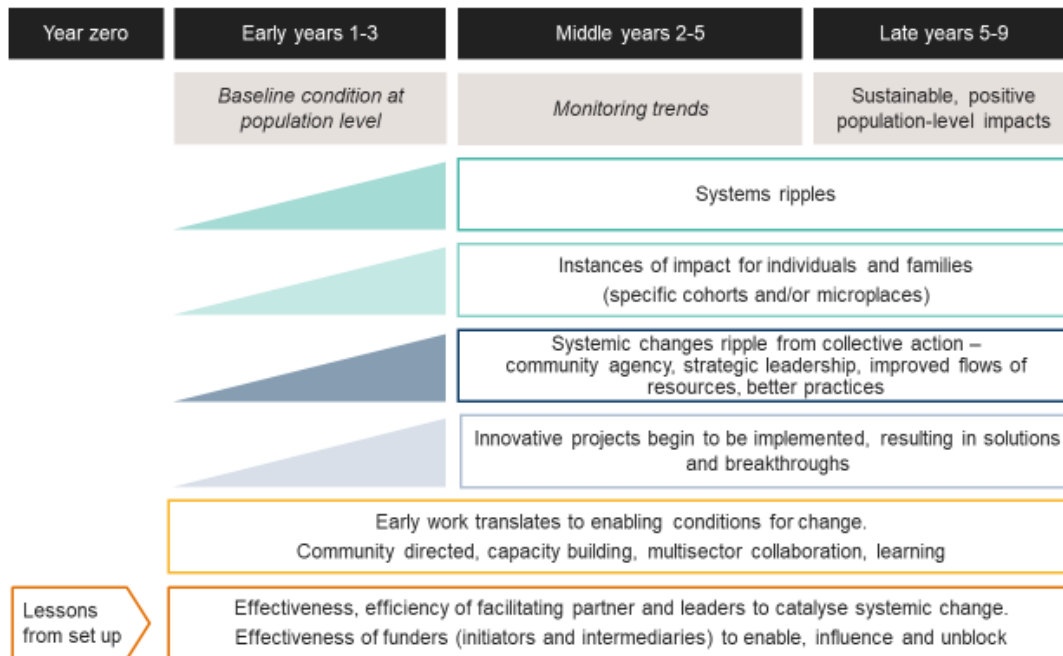 Year zero
Early years 1-3
Middle years 2-5
Late years 5-9
Baseline condition at
population level
Monitoring trends
Sustainable, positive
population-level impacts
Systems ripples
Instances of impact for individuals and families
(specific cohorts and/or microplaces)
Systemic changes ripple from collective action –
community agency, strategic leadership, improved flows of
resources, better practices
Innovative projects begin to be implemented, resulting in solutions
and breakthroughs
Early work translates to enabling conditions for change.
Community directed, capacity building, multisector collaboration, learning
Lessons
from set up
Effectiveness, efficiency of facilitating partner and leaders to catalyse systemic change.
Effectiveness of funders (initiators and intermediaries) to enable, influence and unblock